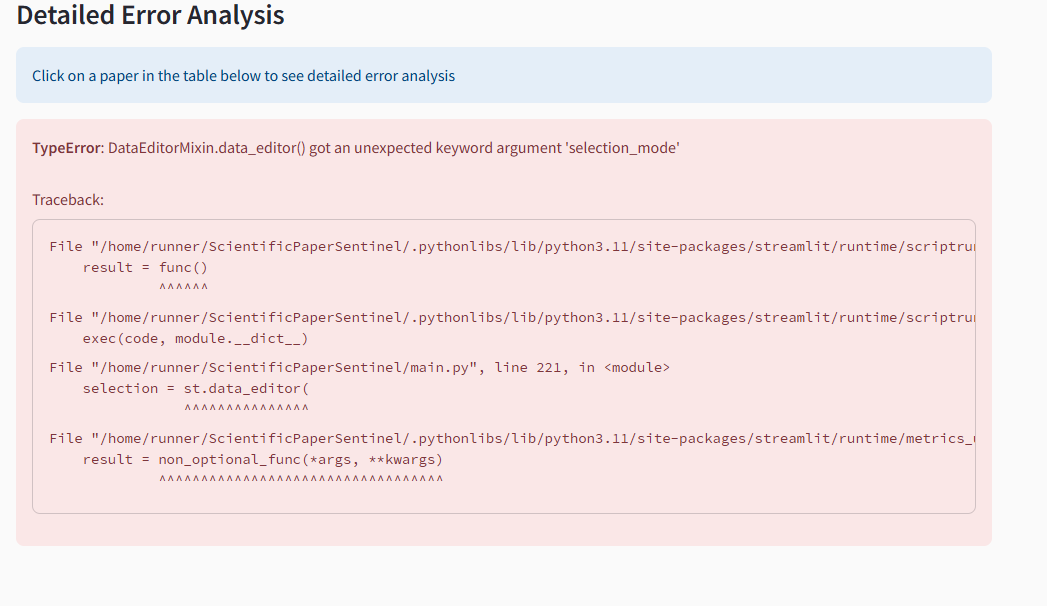 Detailed Error Analysis
Click on a paper in the table below to see detailed error analysis
TypeError: DataEditorMixin.data_editor() got an unexpected keyword argument 'selection_mode'
Traceback:
File "/home/runner/ScientificPaperSentinel/.pythonlibs/lib/python3.11/site-packages/streamlit/runtime/scriptru
result = func()
^^^^^^
File "/home/runner/ScientificPaperSentinel/.pythonlibs/lib/python3.11/site-packages/streamlit/runtime/scriptru
exec(code, module.__dict__)
File "/home/runner/ScientificPaperSentinel/main.py", line 221, in <module>
selection = st.data_editor(
^^^^^^^^^^^^^^^
File "/home/runner/ScientificPaperSentinel/.pythonlibs/lib/python3.11/site-packages/streamlit/runtime/metrics_
result = non_optional_func(*args, **kwargs)
^^^^^^^^^^^^^^^^^^^^^^^^^^^^^^^^^^